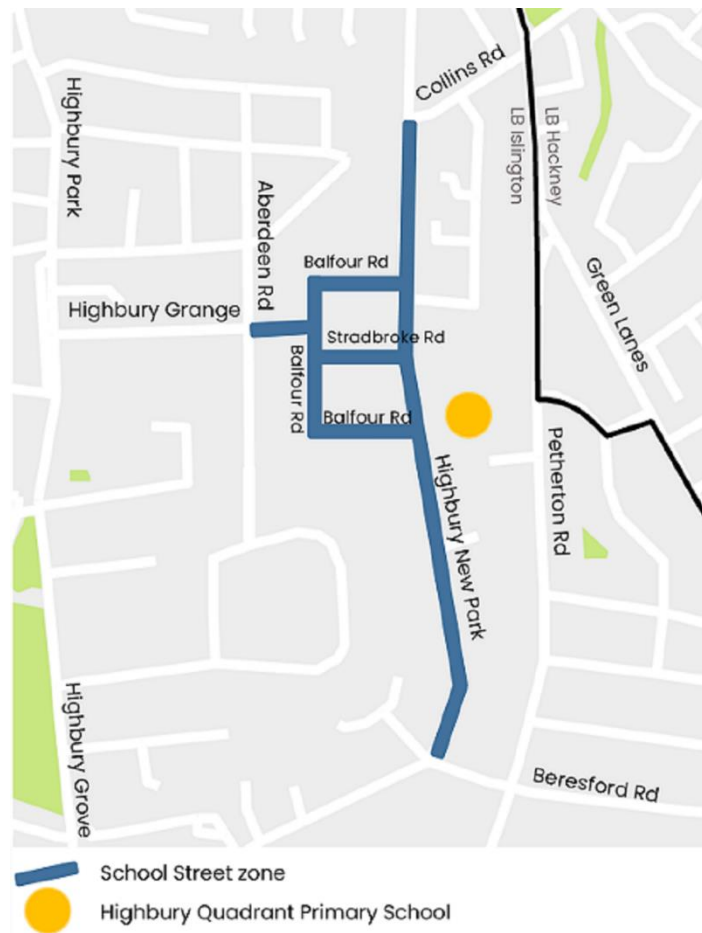 Collins Rd
Highbury Park
LB Islington
LB Hackney
Aberdeen Rd
Balfour Rd
Green Lanes
Highbury Grange
Stradbroke Rd
Balfour Rd
Balfour Rd
Highbury New Park
Petherton Rd
Highbury Grove
Beresford Rd
School Street zone
Highbury Quadrant Primary School